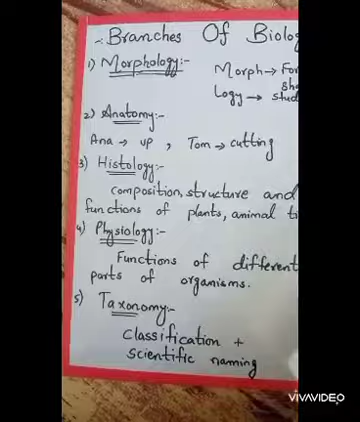 Branches Of Biolog
1) Morphology:- Morph→ For
sha
Logy→ stud
2) Anatomy:-
Ana → up, Tom → cutting
3) Histology:-
composition, structure and
functions of plants, animal ti
4) Physiology:-
Functions of different
parts of organisms.
5) Taxonomy:-
Classification +
scientific naming
VIVAVIDEO